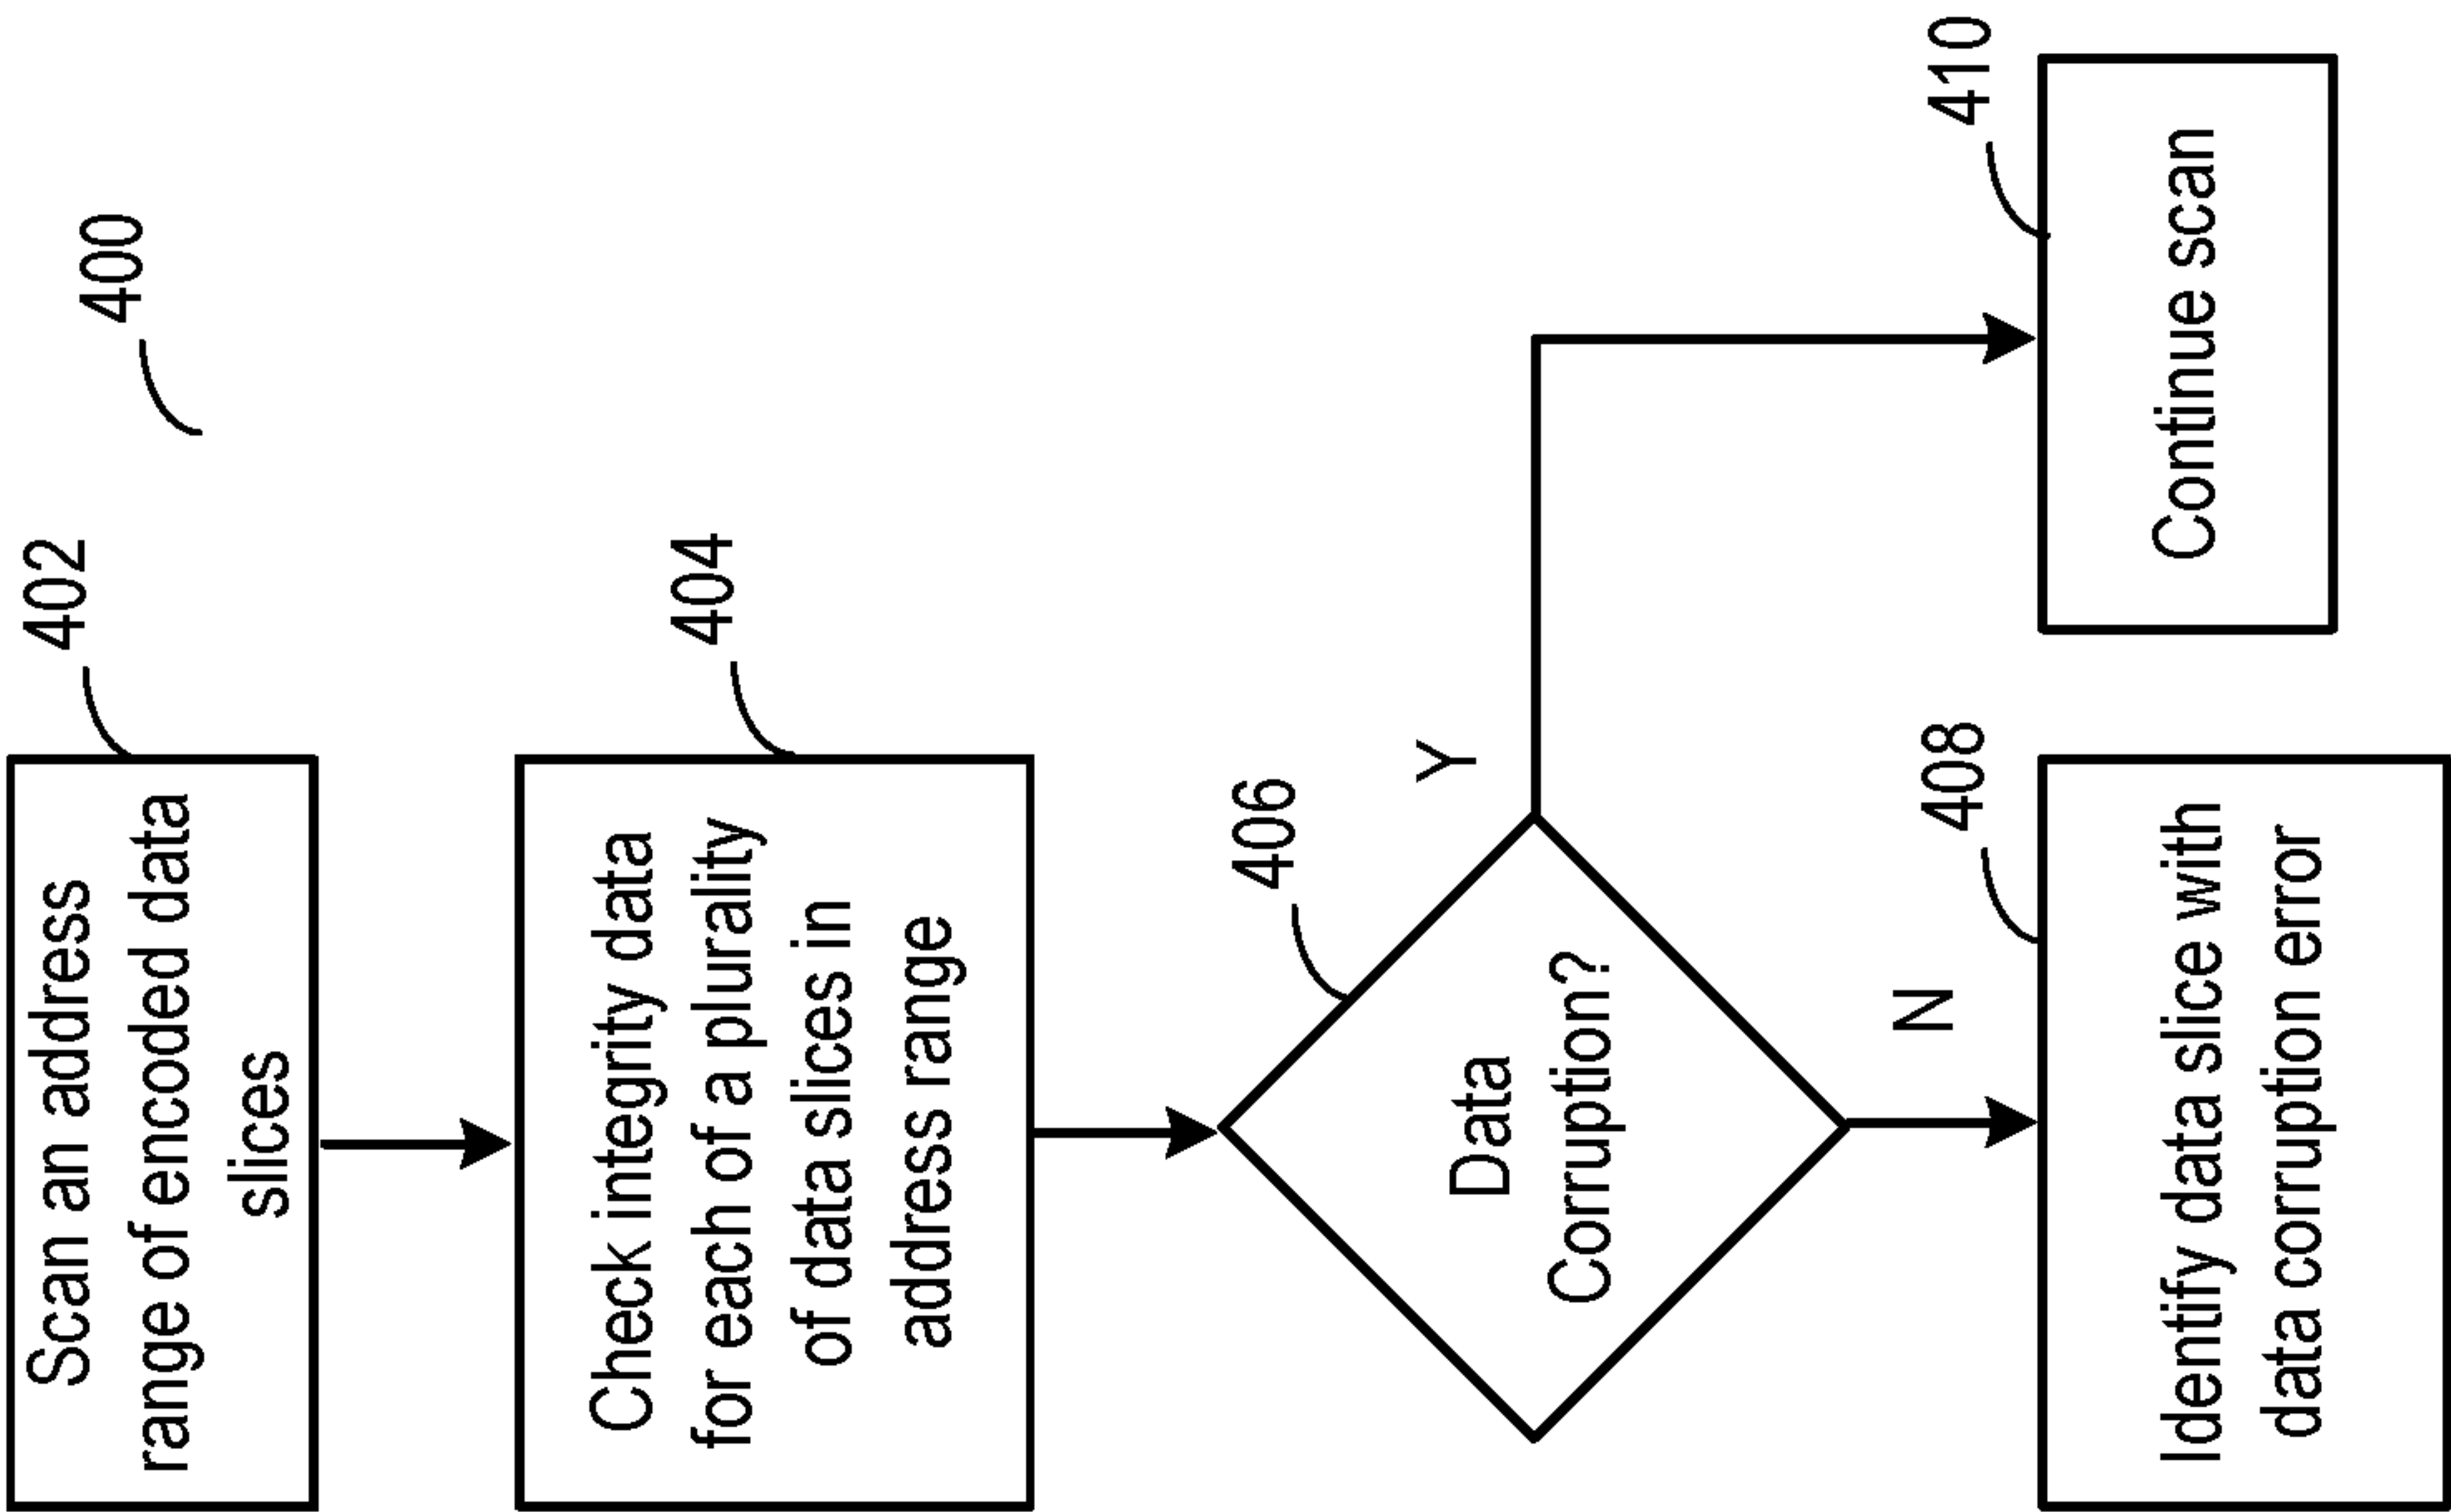 400
402
Scan an address
range of encoded data
slices
404
Check integrity data
for each of a plurality
of data slices in
address range
406
Data
Corruption?
Y
N
408
Identify data slice with
data corruption error
410
Continue scan